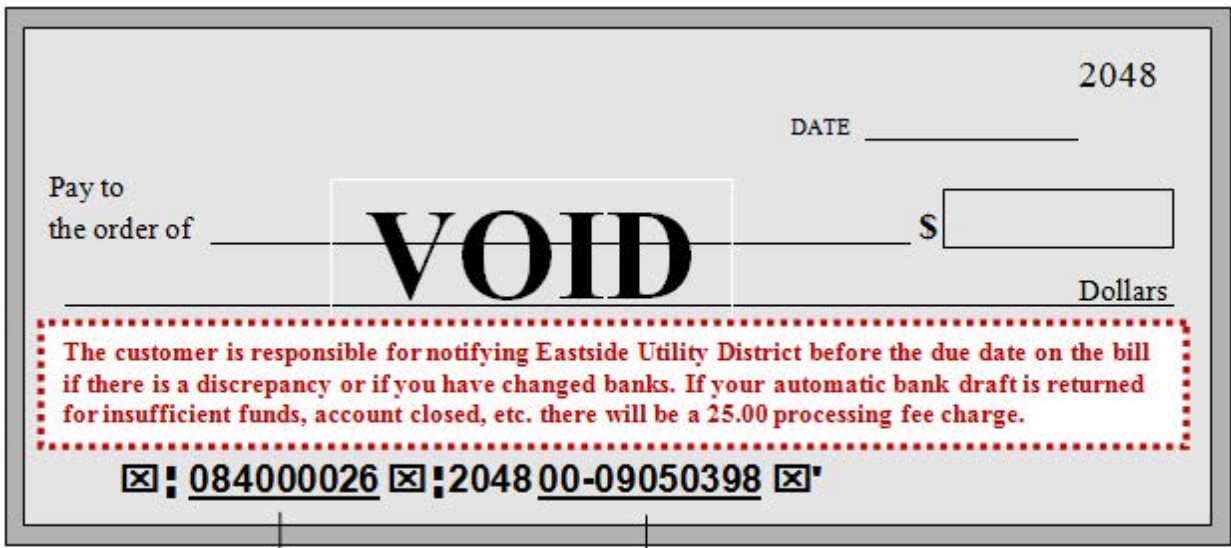 2048
DATE
Pay to
the order of VOID $
Dollars
The customer is responsible for notifying Eastside Utility District before the due date on the bill
if there is a discrepancy or if you have changed banks. If your automatic bank draft is returned
for insufficient funds, account closed, etc. there will be a 25.00 processing fee charge.
☒¦ 084000026 ☒¦2048 00-09050398 ☒'